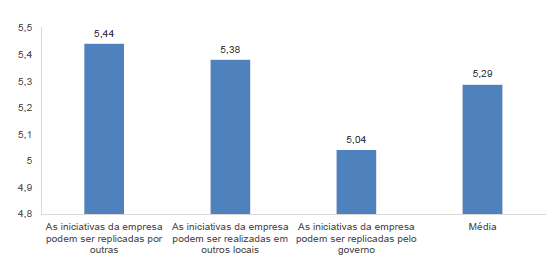 5,5
5,4
5,3
5,2
5,1
5
4,9
4,8
5,44
5,38
5,04
5,29
As iniciativas da empresa
podem ser replicadas por
outras
As iniciativas da empresa
podem ser realizadas em
outros locais
As iniciativas da empresa
podem ser replicadas pelo
governo
Média